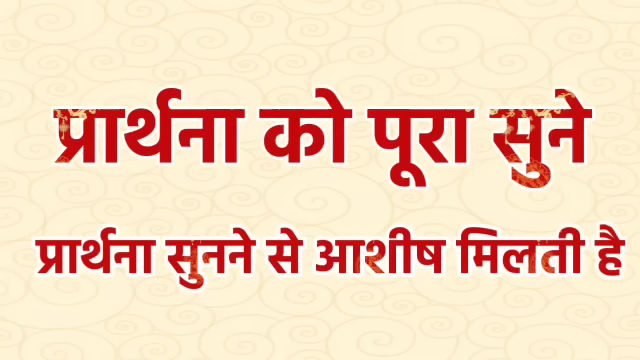 प्रार्थना को पूरा सुने
प्रार्थना सुनने से आशीष मिलती है